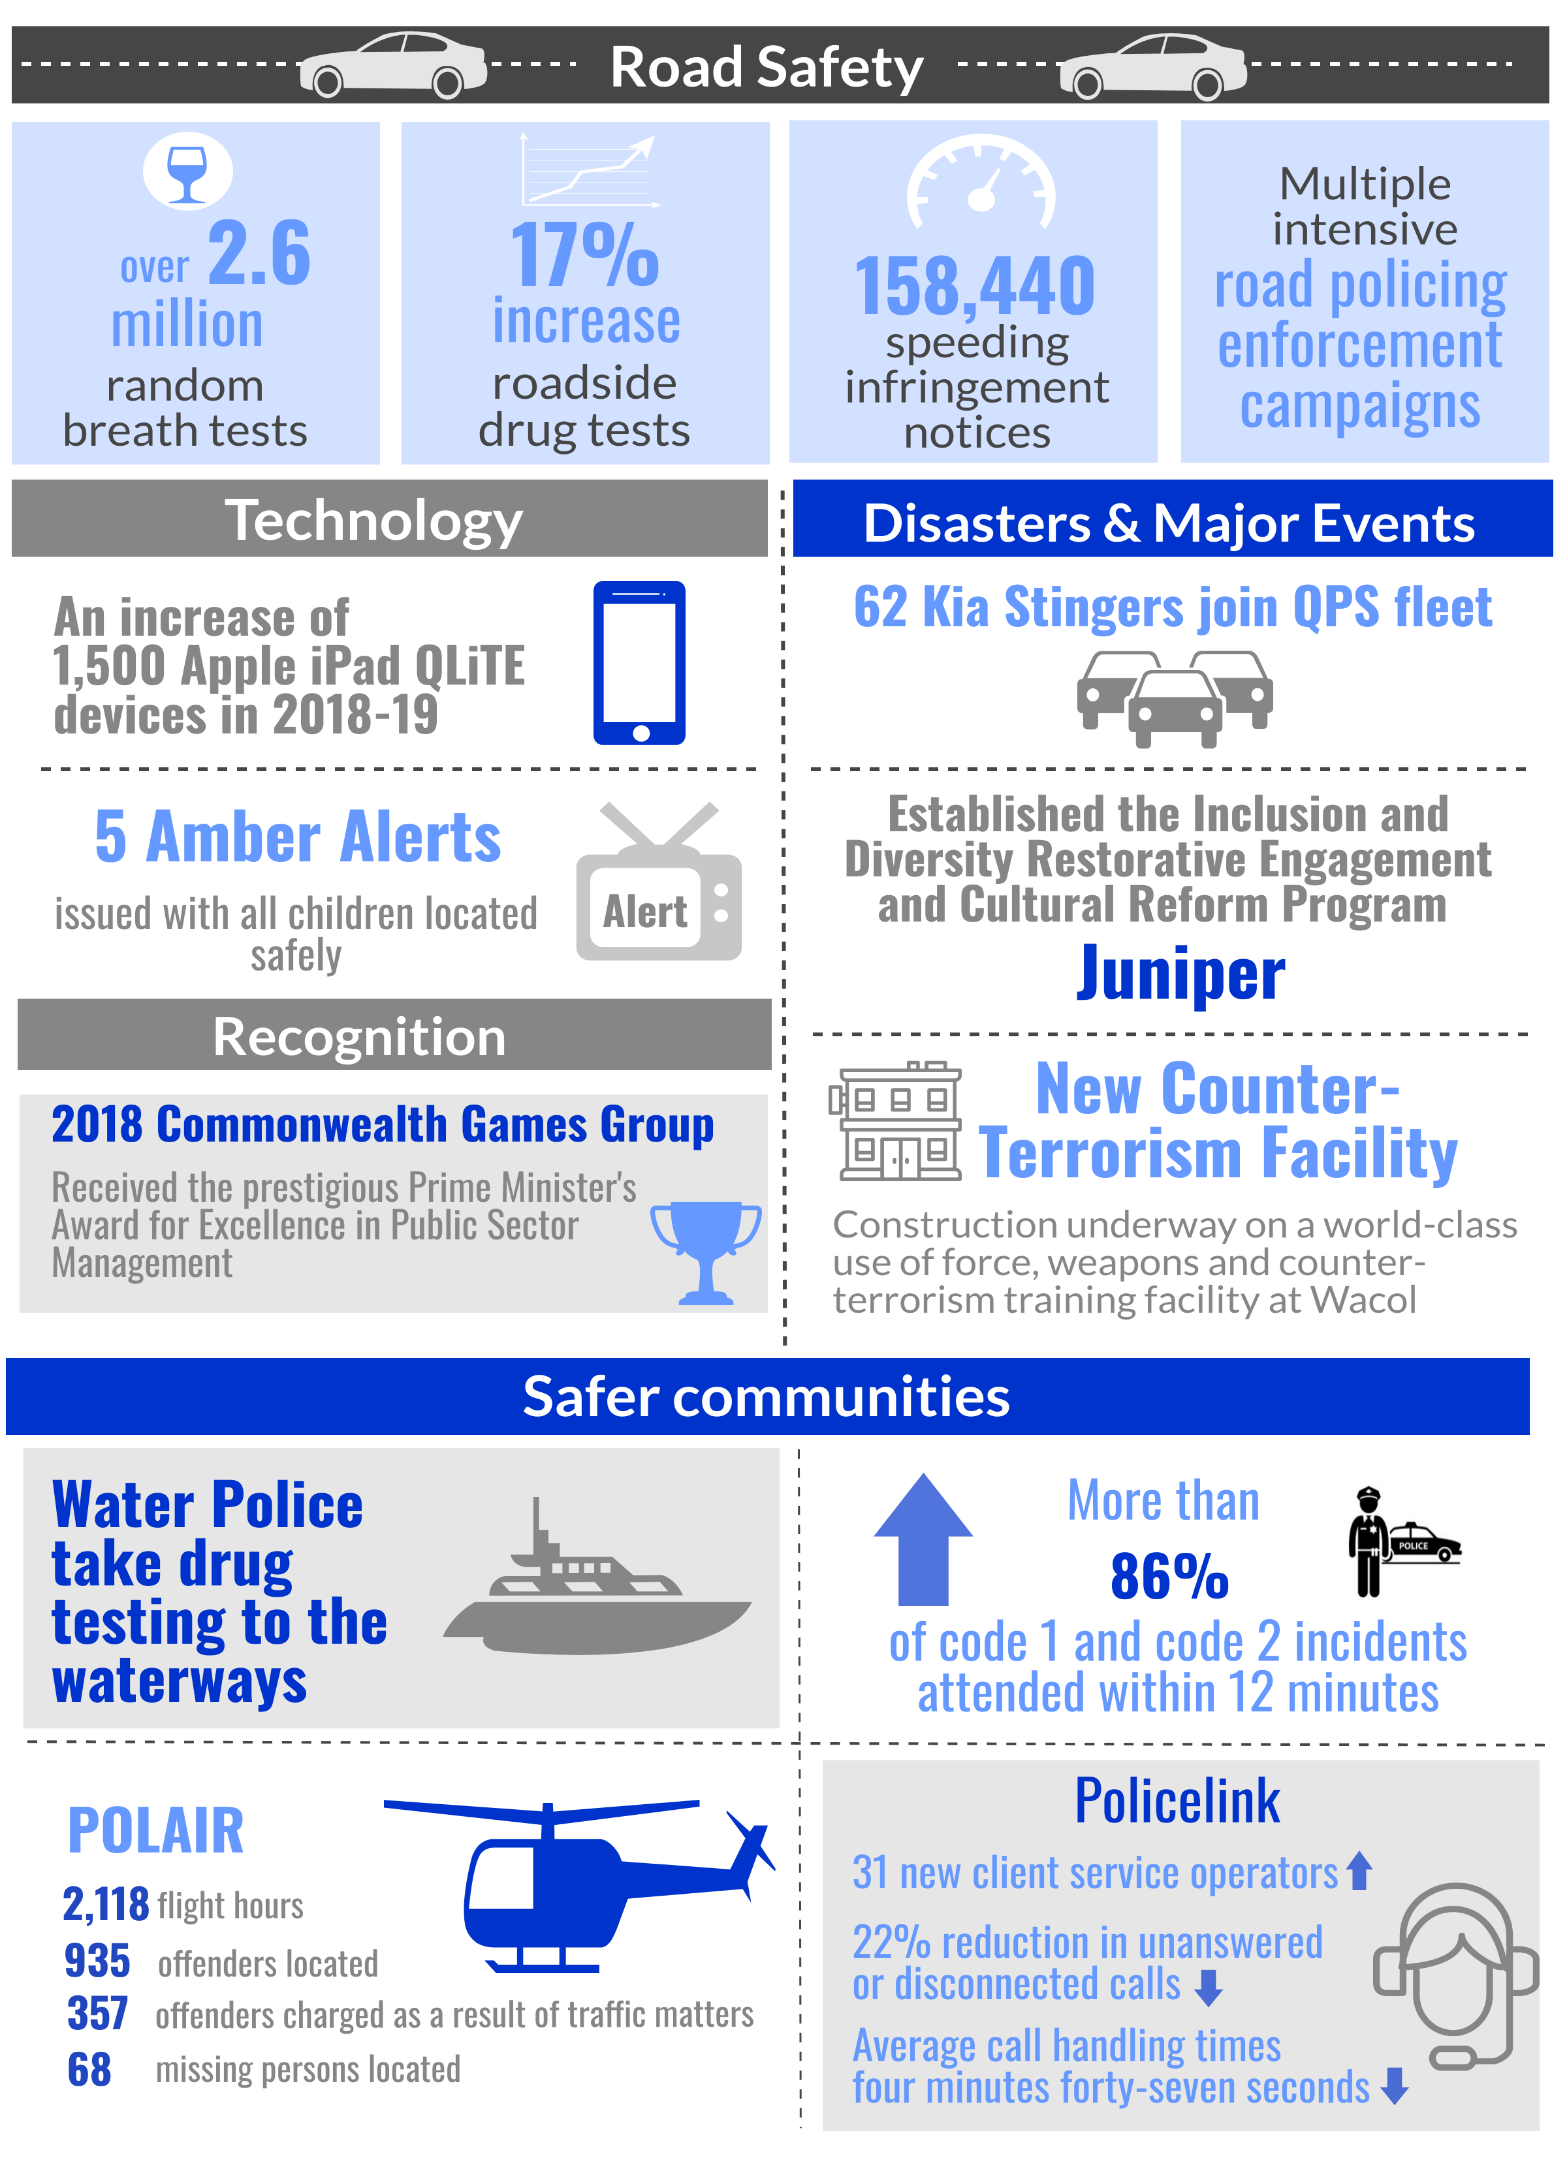 Road Safety
over 2.6
million
random
breath tests
17%
increase
roadside
drug tests
158,440
speeding
infringement
notices
Multiple
intensive
road policing
enforcement
campaigns
Technology
An increase of
1,500 Apple iPad QLiTE
devices in 2018-19
5 Amber Alerts
issued with all children located
safely
Alert
Recognition
2018 Commonwealth Games Group
Received the prestigious Prime Minister's
Award for Excellence in Public Sector
Management
Disasters & Major Events
62 Kia Stingers join QPS fleet
Established the Inclusion and
Diversity Restorative Engagement
and Cultural Reform Program
Juniper
New Counter-
Terrorism Facility
Construction underway on a world-class
use of force, weapons and counter-
terrorism training facility at Wacol
Safer communities
Water Police
take drug
testing to the
waterways
More than
86%
of code 1 and code 2 incidents
attended within 12 minutes
POLICE
POLAIR
2,118 flight hours
935 offenders located
357 offenders charged as a result of traffic matters
68 missing persons located
Policelink
31 new client service operators
22% reduction in unanswered
or disconnected calls
Average call handling times
four minutes forty-seven seconds